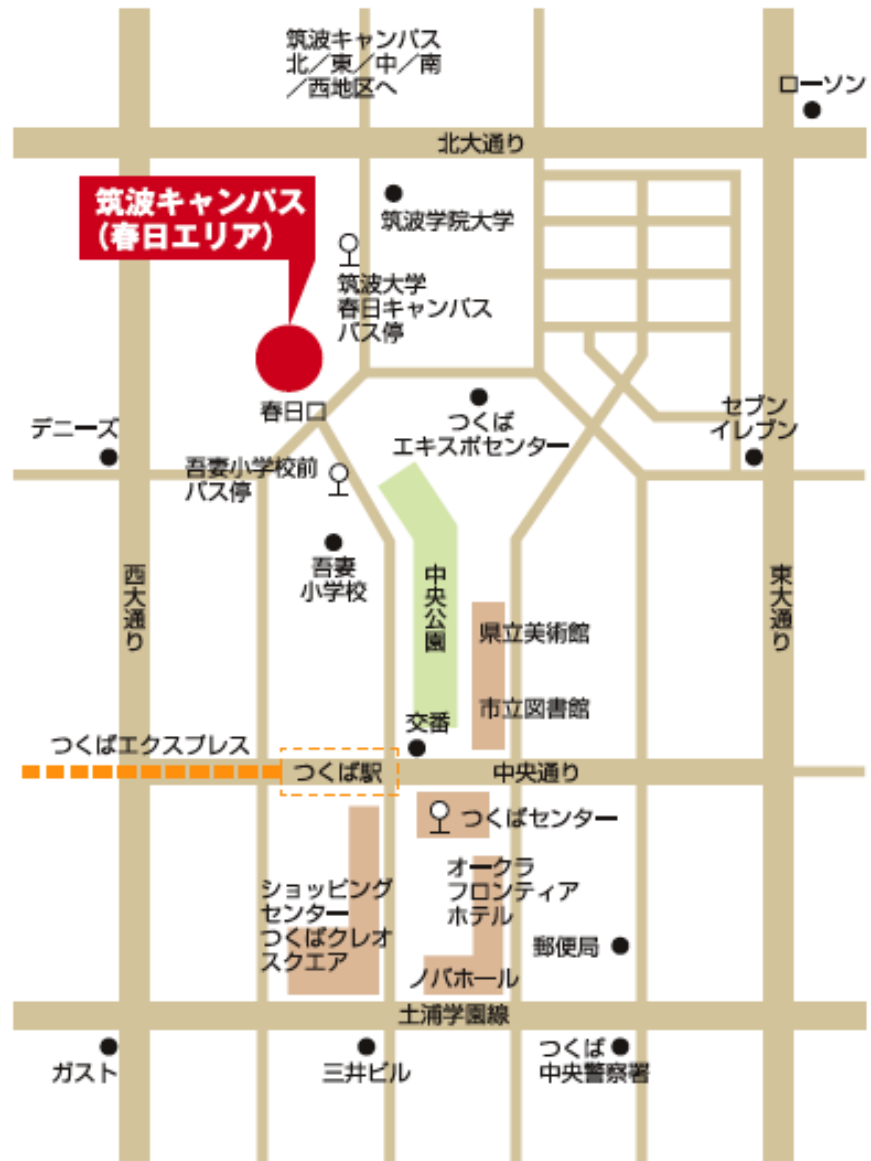 筑波キャンパス
北／東／中／南
／西地区へ
ローソン
北大通り
筑波キャンパス
（春日エリア）
筑波学院大学
筑波大学
春日キャンパス
バス停
春日口
つくば
エキスポセンター
デニーズ
セブン
イレブン
吾妻小学校前
バス停
吾妻
小学校
西大通り
中央公園
東大通り
県立美術館
市立図書館
交番
つくばエクスプレス
つくば駅
中央通り
つくばセンター
オークラ
フロンティア
ホテル
ショッピング
センター
つくばクレオ
スクエア
郵便局
ノバホール
土浦学園線
ガスト
三井ビル
つくば
中央警察署